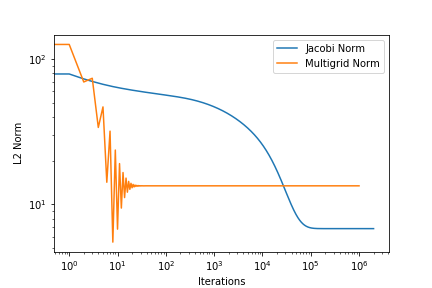 Jacobi Norm
Multigrid Norm
10²
10¹
L2 Norm
10⁰ 10¹ 10² 10³ 10⁴ 10⁵ 10⁶
Iterations